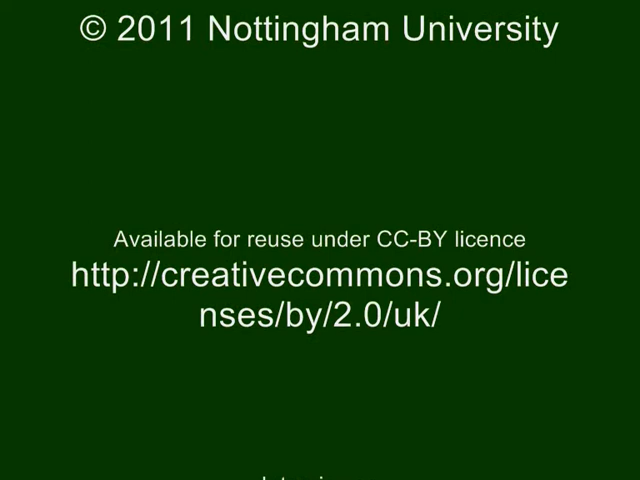 © 2011 Nottingham University
Available for reuse under CC-BY licence
http://creativecommons.org/lice
nses/by/2.0/uk/